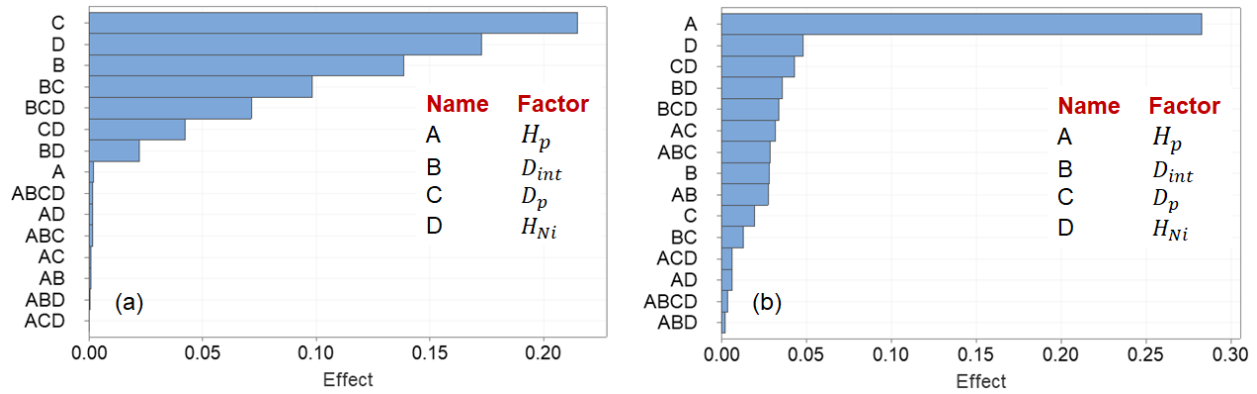 C
D
B
BC
BCD
CD
BD
A
ABCD
AD
ABC
AC
AB
ABD
ACD
Name Factor
A H_p
B D_int
C D_p
D H_Ni
(a)
0.00 0.05 0.10 0.15 0.20
Effect
A
D
CD
BD
BCD
AC
ABC
B
AB
C
BC
ACD
AD
ABCD
ABD
Name Factor
A H_p
B D_int
C D_p
D H_Ni
(b)
0.00 0.05 0.10 0.15 0.20 0.25 0.30
Effect